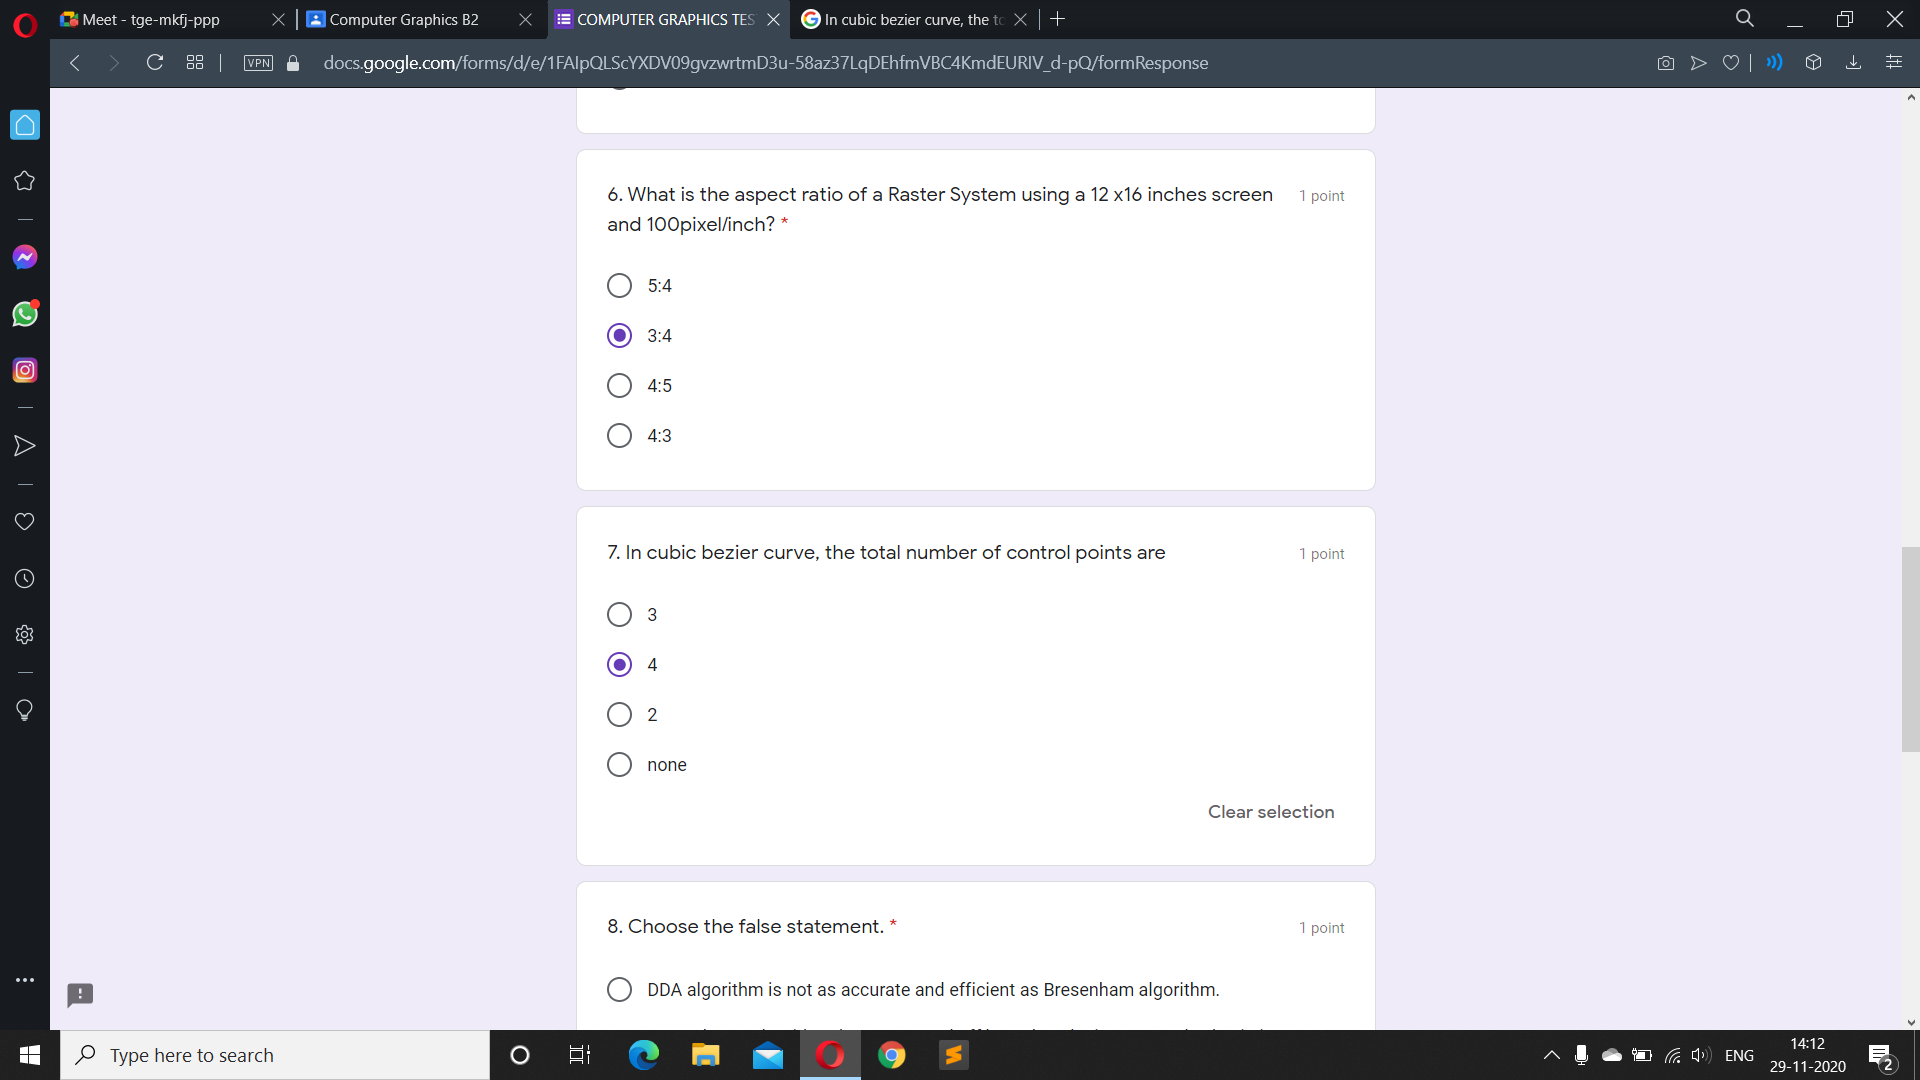 Meet - tge-mkfj-ppp
Computer Graphics B2
COMPUTER GRAPHICS TES
In cubic bezier curve, the to
VPN
docs.google.com/forms/d/e/1FAIpQLScYXDV09gvzwrtmD3u-58az37LqDEhfmVBC4KmdEURIV_d-pQ/formResponse
6. What is the aspect ratio of a Raster System using a 12 x16 inches screen
and 100pixel/inch? *
1 point
5:4
3:4
4:5
4:3
7. In cubic bezier curve, the total number of control points are
1 point
3
4
2
none
Clear selection
8. Choose the false statement. *
1 point
DDA algorithm is not as accurate and efficient as Bresenham algorithm.
Type here to search
ENG
14:12
29-11-2020
2